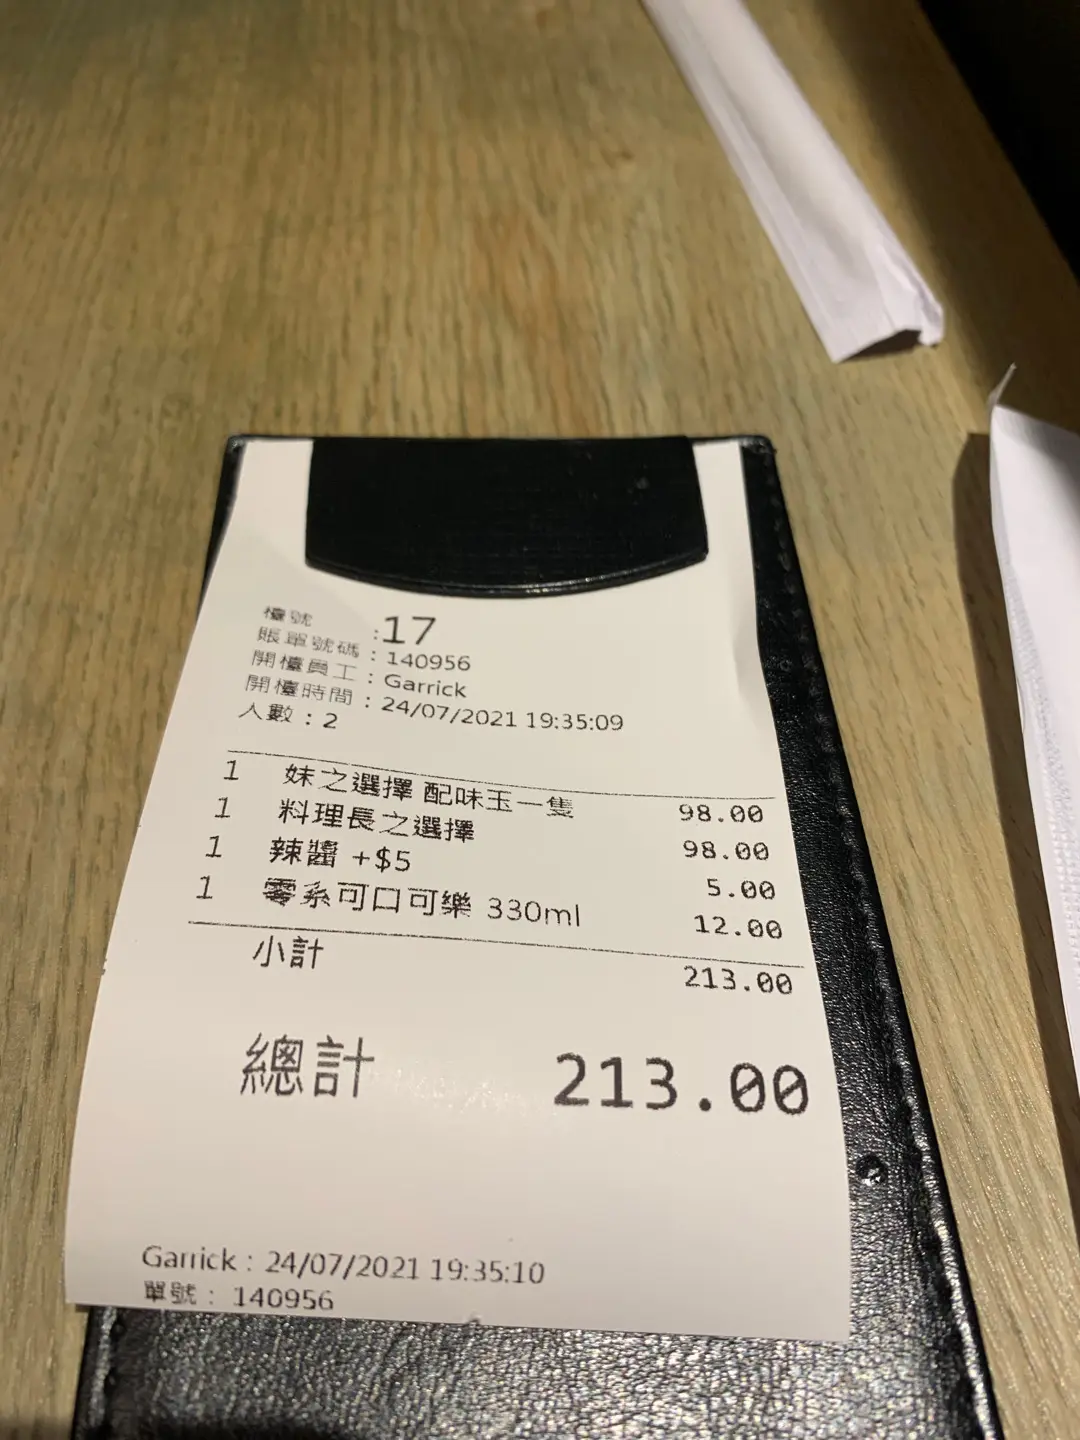 檯號 :17
賬單號碼 : 140956
開檯員工 : Garrick
開檯時間 : 24/07/2021 19:35:09
人數 : 2
1 妹之選擇 配味玉一隻 98.00
1 料理長之選擇 98.00
1 辣醬 +$5 5.00
1 零系可口可樂 330ml 12.00
小計 213.00
總計 213.00
Garrick : 24/07/2021 19:35:10
單號 : 140956